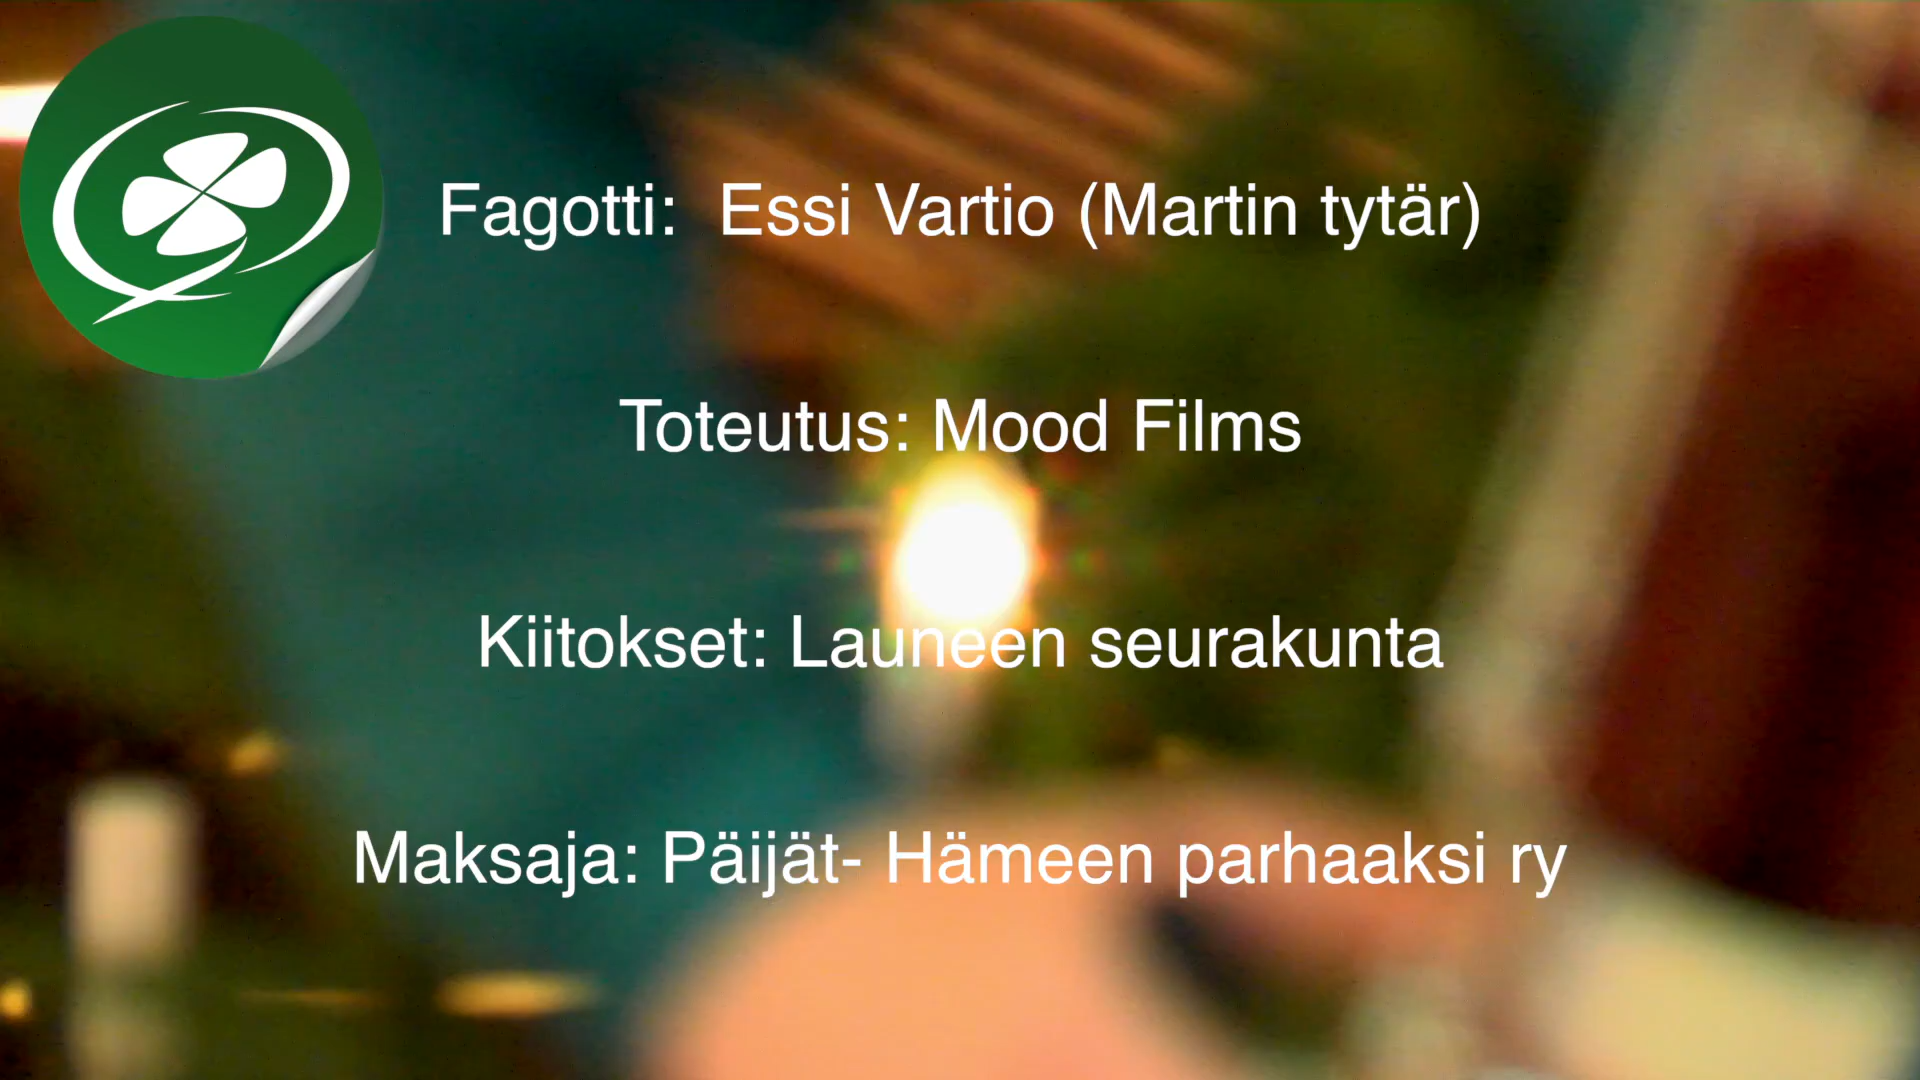 Fagotti: Essi Vartio (Martin tytär)
Toteutus: Mood Films
Kiitokset: Launeen seurakunta
Maksaja: Päijät- Hämeen parhaaksi ry